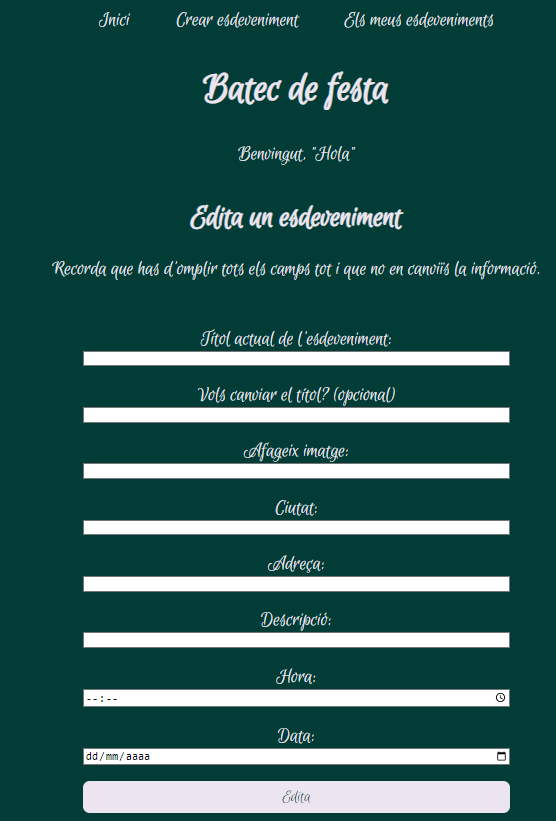 Inici Crear esdeveniment Els meus esdeveniments
Batec de festa
Benvingut, "Hola"
Edita un esdeveniment
Recorda que has d'omplir tots els camps tot i que no en canviïs la informació.
Títol actual de l'esdeveniment:
Vols canviar el títol? (opcional)
Afageix imatge:
Ciutat:
Adreça:
Descripció:
Hora:
--:--
Data:
dd/mm/aaaa
Edita